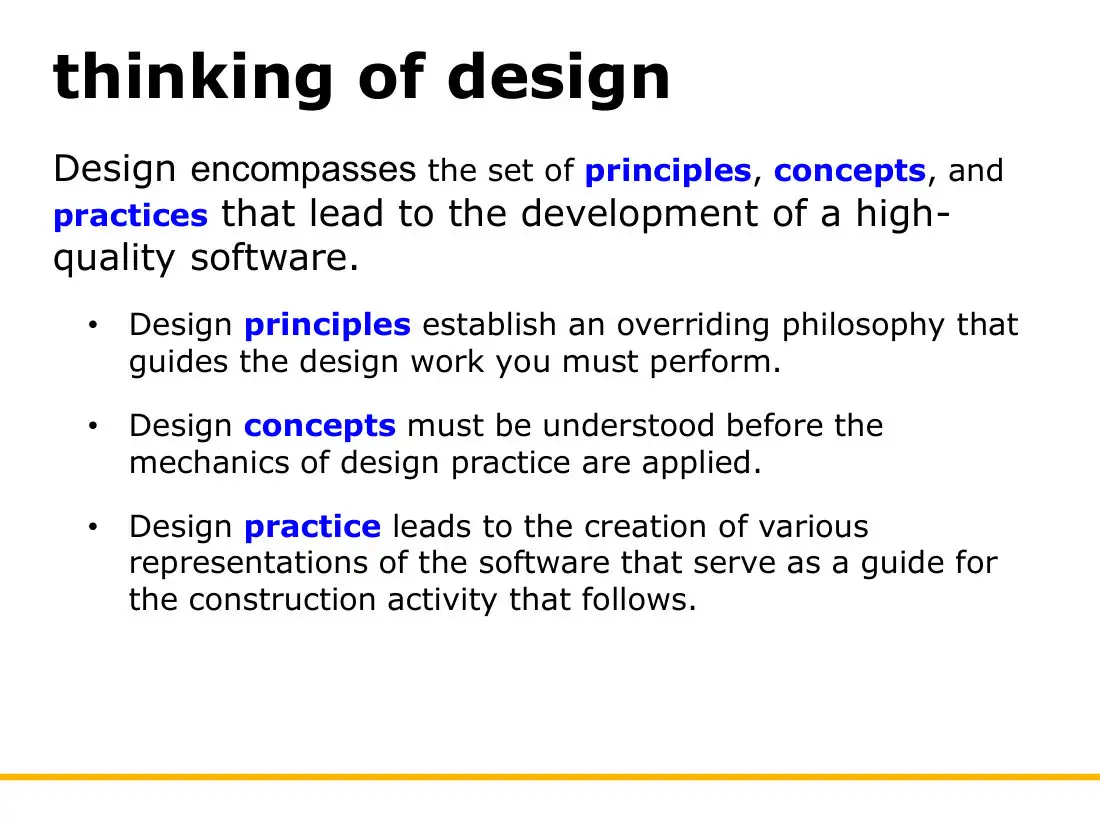 thinking of design
Design encompasses the set of principles, concepts, and
practices that lead to the development of a high-
quality software.
• Design principles establish an overriding philosophy that
guides the design work you must perform.
• Design concepts must be understood before the
mechanics of design practice are applied.
• Design practice leads to the creation of various
representations of the software that serve as a guide for
the construction activity that follows.